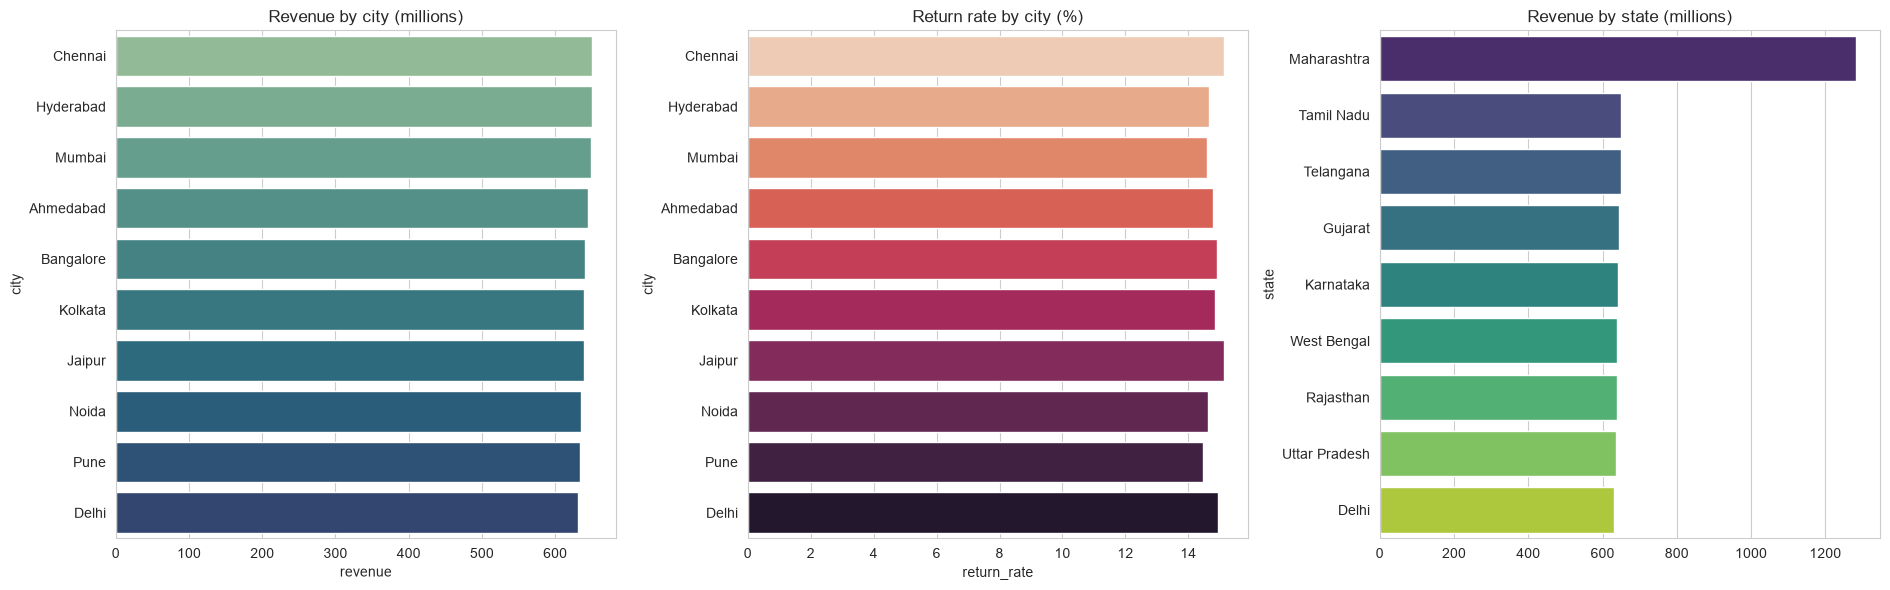 Revenue by city (millions)
city
Chennai
Hyderabad
Mumbai
Ahmedabad
Bangalore
Kolkata
Jaipur
Noida
Pune
Delhi
0 100 200 300 400 500 600
revenue
Return rate by city (%)
city
Chennai
Hyderabad
Mumbai
Ahmedabad
Bangalore
Kolkata
Jaipur
Noida
Pune
Delhi
0 2 4 6 8 10 12 14
return_rate
Revenue by state (millions)
state
Maharashtra
Tamil Nadu
Telangana
Gujarat
Karnataka
West Bengal
Rajasthan
Uttar Pradesh
Delhi
0 200 400 600 800 1000 1200